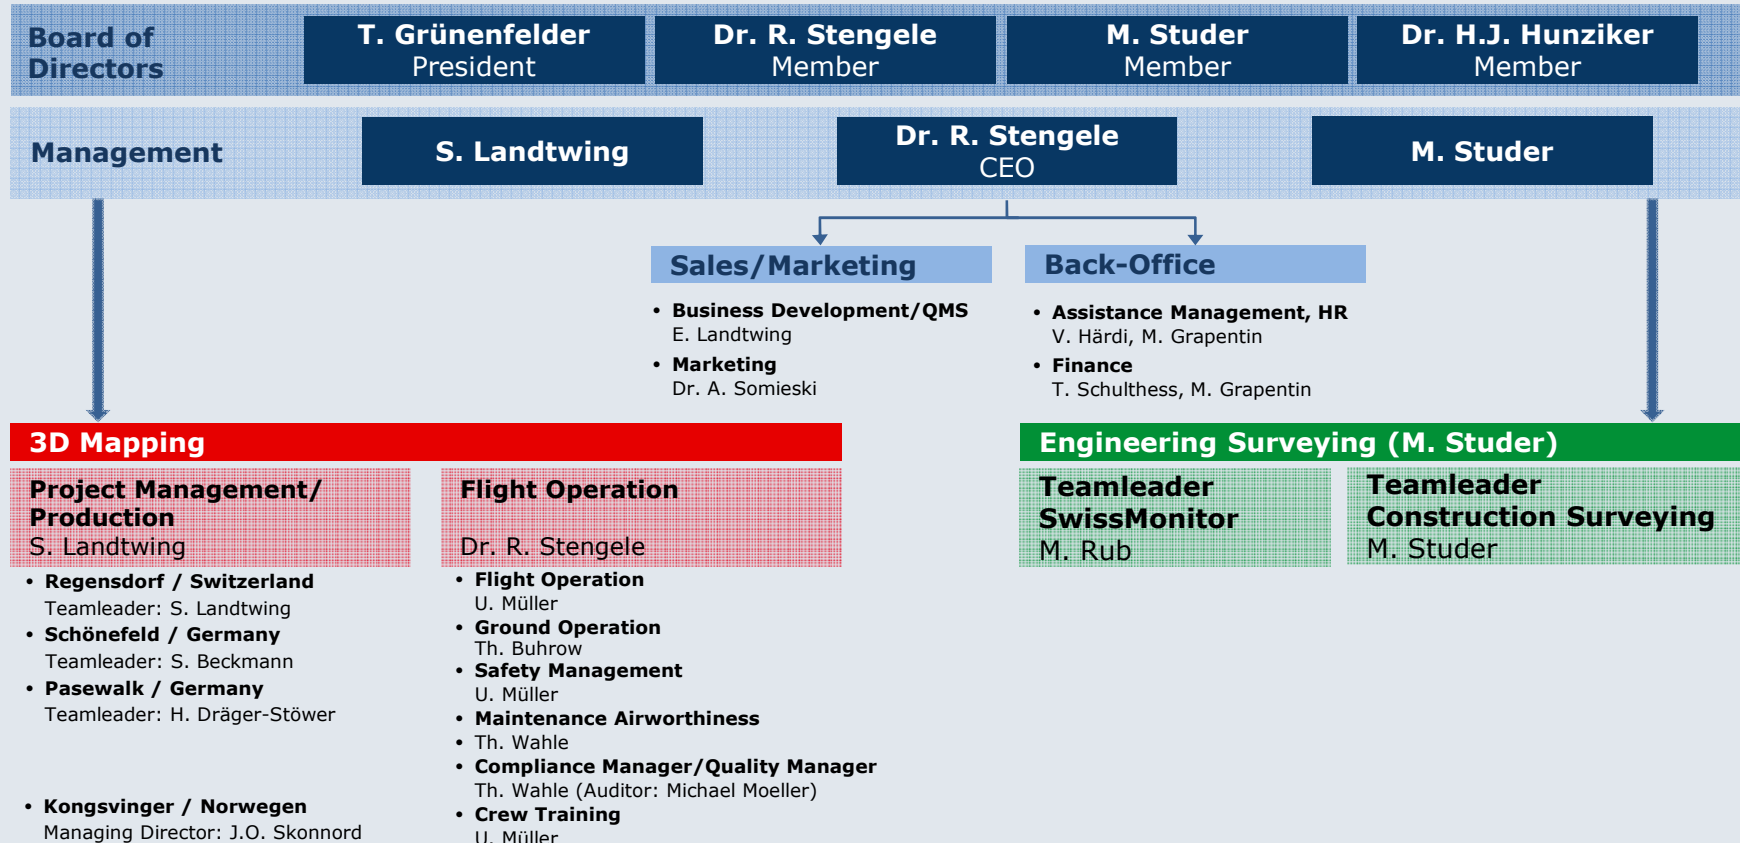 Board of
Directors
T. Grünenfelder
President
Dr. R. Stengele
Member
M. Studer
Member
Dr. H.J. Hunziker
Member
Management
S. Landtwing
Dr. R. Stengele
CEO
M. Studer
Sales/Marketing
• Business Development/QMS
E. Landtwing
• Marketing
Dr. A. Somieski
Back-Office
• Assistance Management, HR
V. Härdi, M. Grapentin
• Finance
T. Schulthess, M. Grapentin
3D Mapping
Project Management/
Production
S. Landtwing
• Regensdorf / Switzerland
Teamleader: S. Landtwing
• Schönefeld / Germany
Teamleader: S. Beckmann
• Pasewalk / Germany
Teamleader: H. Dräger-Stöwer
• Kongsvinger / Norwegen
Managing Director: J.O. Skonnord
Flight Operation
Dr. R. Stengele
• Flight Operation
U. Müller
• Ground Operation
Th. Buhrow
• Safety Management
U. Müller
• Maintenance Airworthiness
• Th. Wahle
• Compliance Manager/Quality Manager
Th. Wahle (Auditor: Michael Moeller)
• Crew Training
U. Müller
Engineering Surveying (M. Studer)
Teamleader
SwissMonitor
M. Rub
Teamleader
Construction Surveying
M. Studer